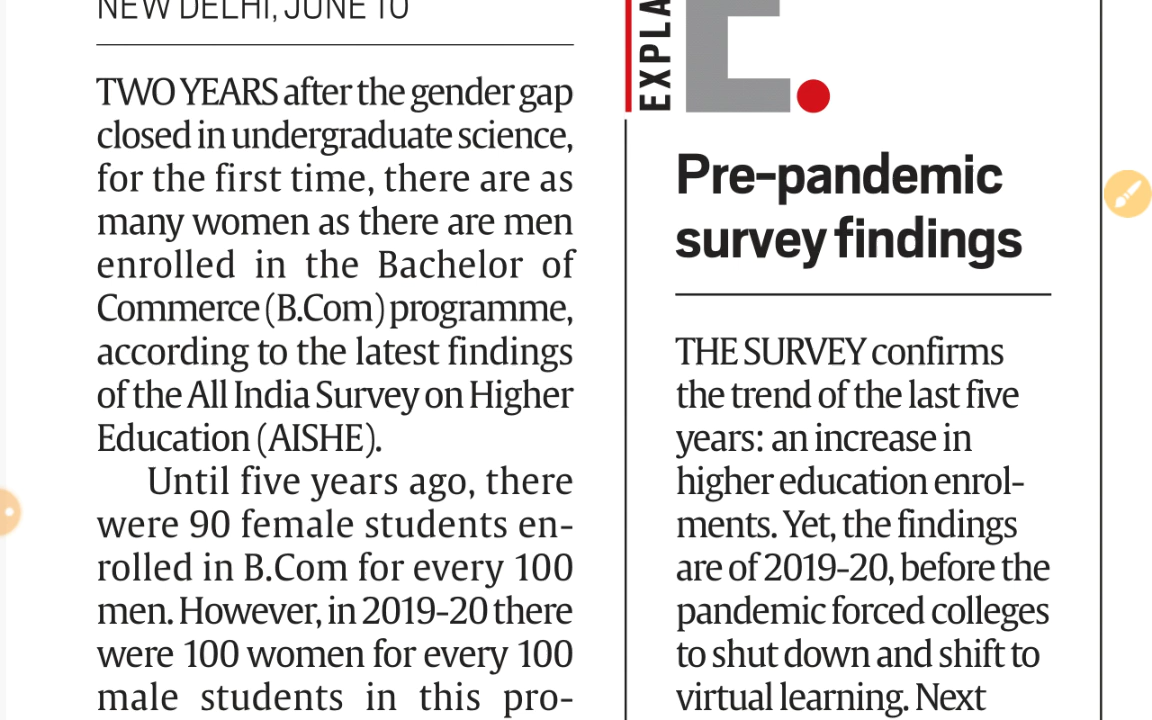 NEW DELHI, JUNE 10
TWO YEARS after the gender gap
closed in undergraduate science,
for the first time, there are as
many women as there are men
enrolled in the Bachelor of
Commerce (B.Com) programme,
according to the latest findings
of the All India Survey on Higher
Education (AISHE).
Until five years ago, there
were 90 female students en-
rolled in B.Com for every 100
men. However, in 2019-20 there
were 100 women for every 100
male students in this pro-
EXPLA
E.
Pre-pandemic
survey findings
THE SURVEY confirms
the trend of the last five
years: an increase in
higher education enrol-
ments. Yet, the findings
are of 2019-20, before the
pandemic forced colleges
to shut down and shift to
virtual learning. Next